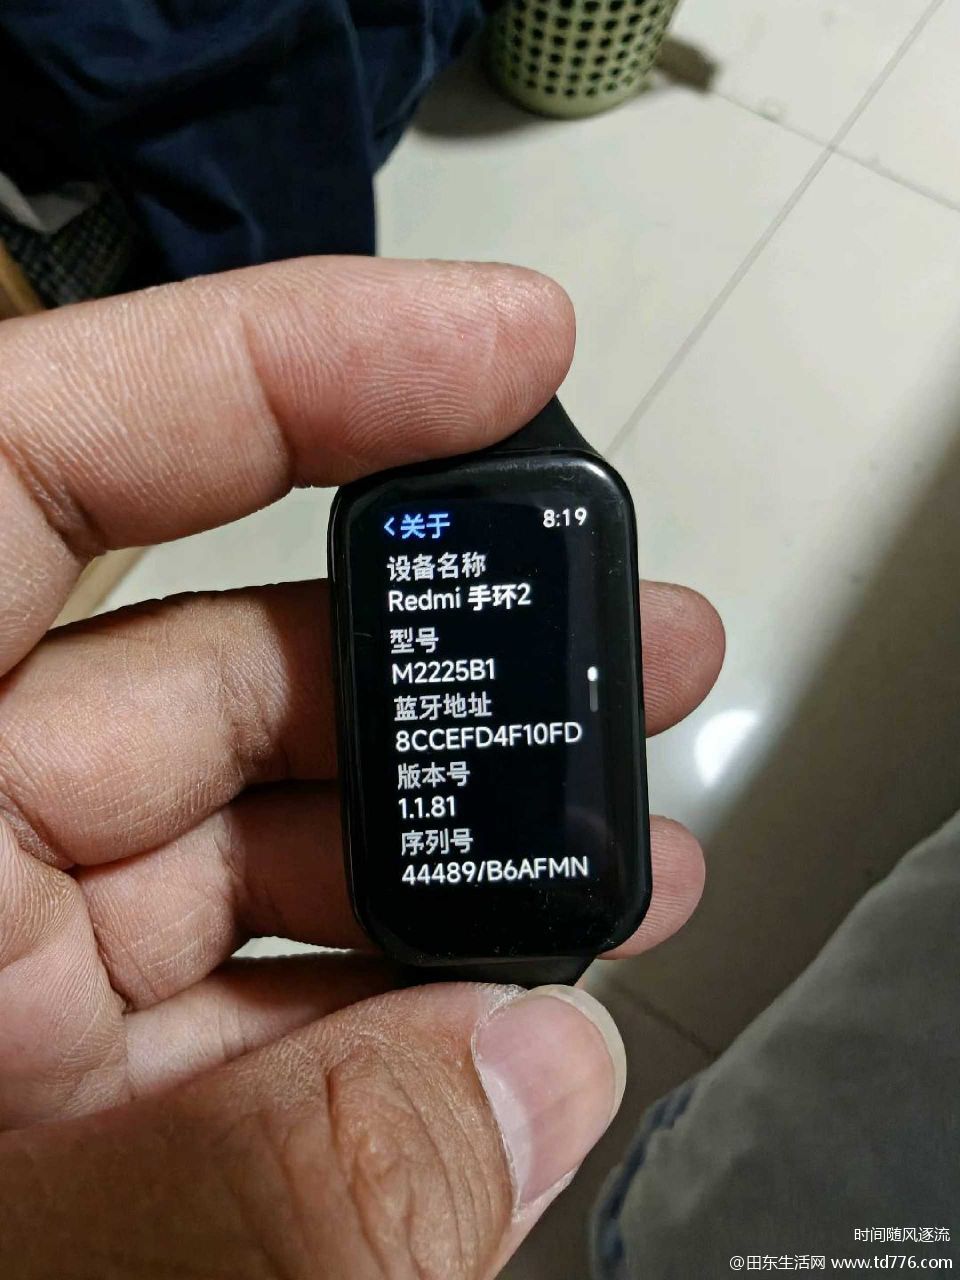 <关于 8:19
设备名称
Redmi 手环2
型号
M2225B1
蓝牙地址
8CCEFD4F10FD
版本号
1.1.81
序列号
44489/B6AFMN
时间随风逐流
@田东生活网 www.td776.com